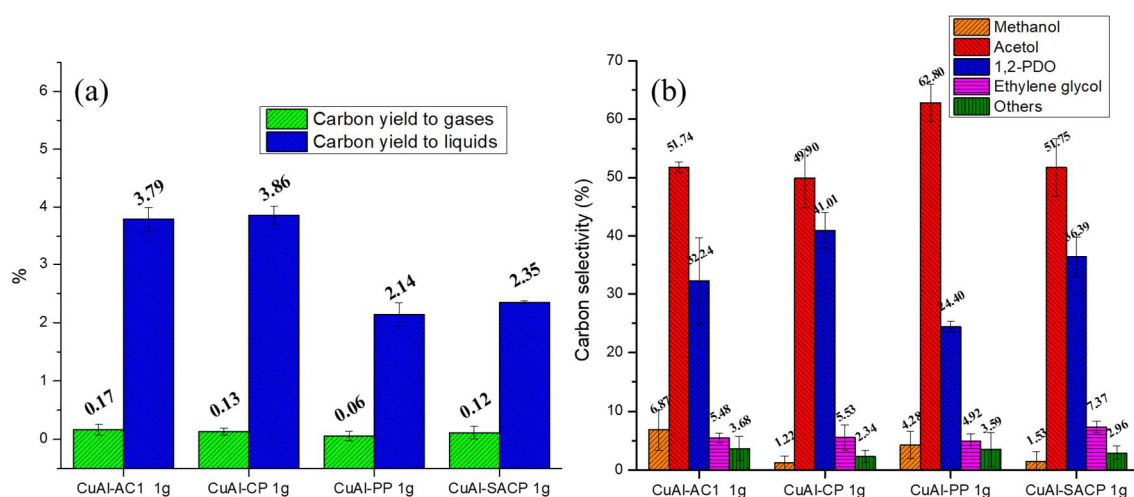 (a)
Carbon yield to gases
Carbon yield to liquids
%
6
5
4
3
2
1
0
0.17
3.79
0.13
3.86
0.06
2.14
0.12
2.35
CuAl-AC1 1g
CuAl-CP 1g
CuAl-PP 1g
CuAl-SACP 1g
(b)
Methanol
Acetol
1,2-PDO
Ethylene glycol
Others
Carbon selectivity (%)
70
60
50
40
30
20
10
0
6.87
51.74
32.24
5.48
3.68
1.22
49.90
41.01
5.53
2.34
4.28
62.80
24.40
4.92
3.59
1.53
51.75
36.39
7.37
2.96
CuAl-AC1 1g
CuAl-CP 1g
CuAl-PP 1g
CuAl-SACP 1g